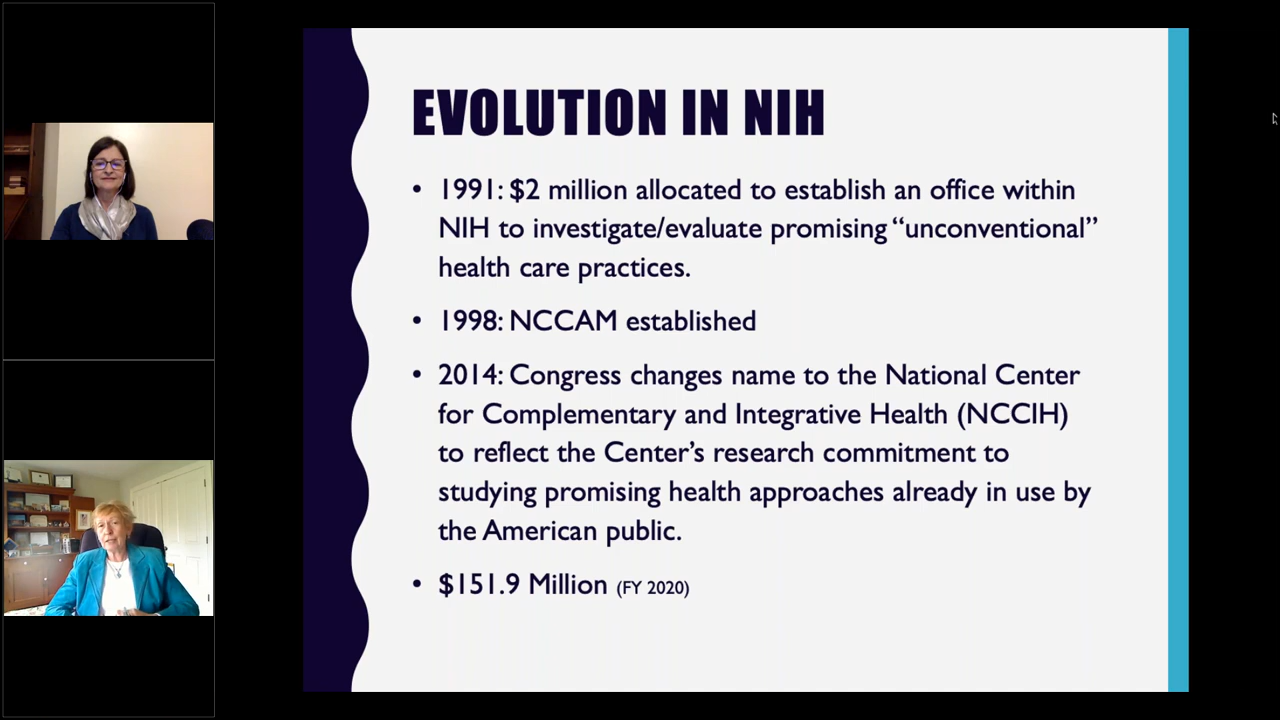 EVOLUTION IN NIH
• 1991: $2 million allocated to establish an office within
NIH to investigate/evaluate promising “unconventional”
health care practices.
• 1998: NCCAM established
• 2014: Congress changes name to the National Center
for Complementary and Integrative Health (NCCIH)
to reflect the Center’s research commitment to
studying promising health approaches already in use by
the American public.
• $151.9 Million (FY 2020)